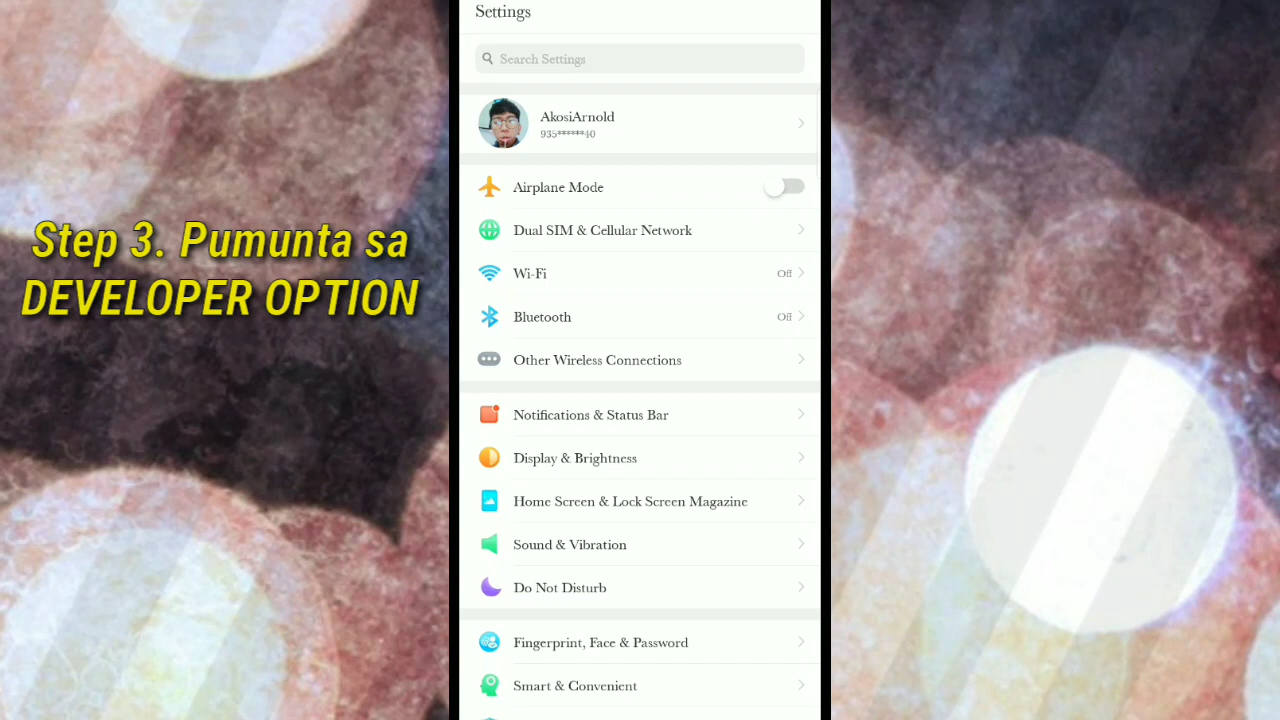 Step 3. Pumunta sa
DEVELOPER OPTION
Settings
Search Settings
AkosiArnold
935******40
Airplane Mode
Dual SIM & Cellular Network
Wi-Fi Off
Bluetooth Off
Other Wireless Connections
Notifications & Status Bar
Display & Brightness
Home Screen & Lock Screen Magazine
Sound & Vibration
Do Not Disturb
Fingerprint, Face & Password
Smart & Convenient